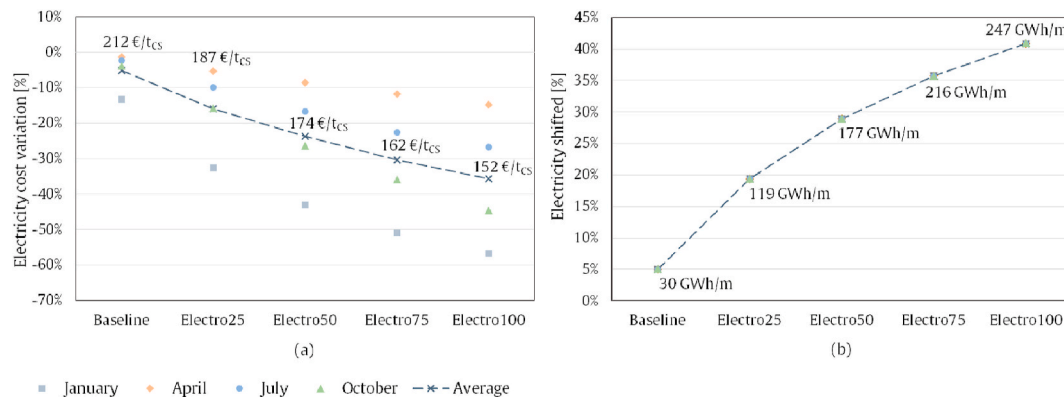 Electricity cost variation [%]
10%
0%
-10%
-20%
-30%
-40%
-50%
-60%
-70%
212 €/tCS
187 €/tCS
174 €/tCS
162 €/tCS
152 €/tCS
Baseline Electro25 Electro50 Electro75 Electro100
(a)
Electricity shifted [%]
45%
40%
35%
30%
25%
20%
15%
10%
5%
0%
247 GWh/m
216 GWh/m
177 GWh/m
119 GWh/m
30 GWh/m
Baseline Electro25 Electro50 Electro75 Electro100
(b)
January April July October Average